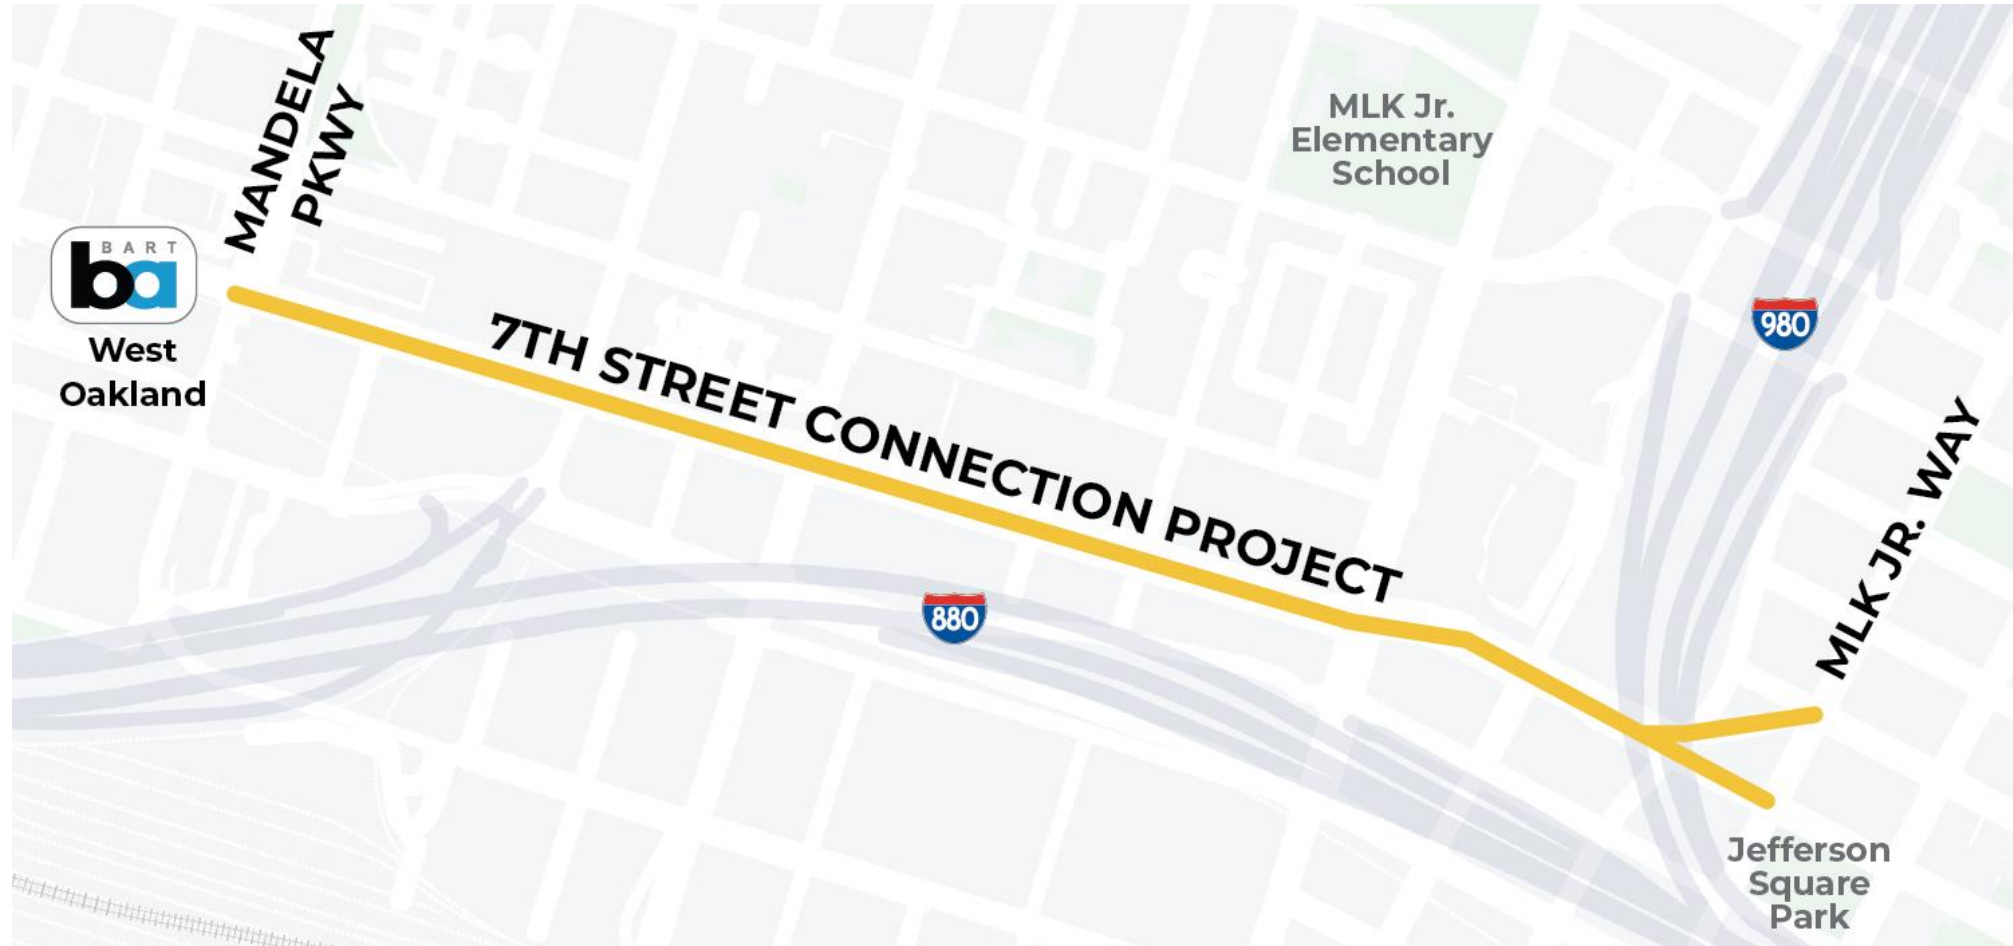 MANDELA
PKWY
BART
ba
West
Oakland
7TH STREET CONNECTION PROJECT
MLK Jr.
Elementary
School
980
880
MLK JR. WAY
Jefferson
Square
Park